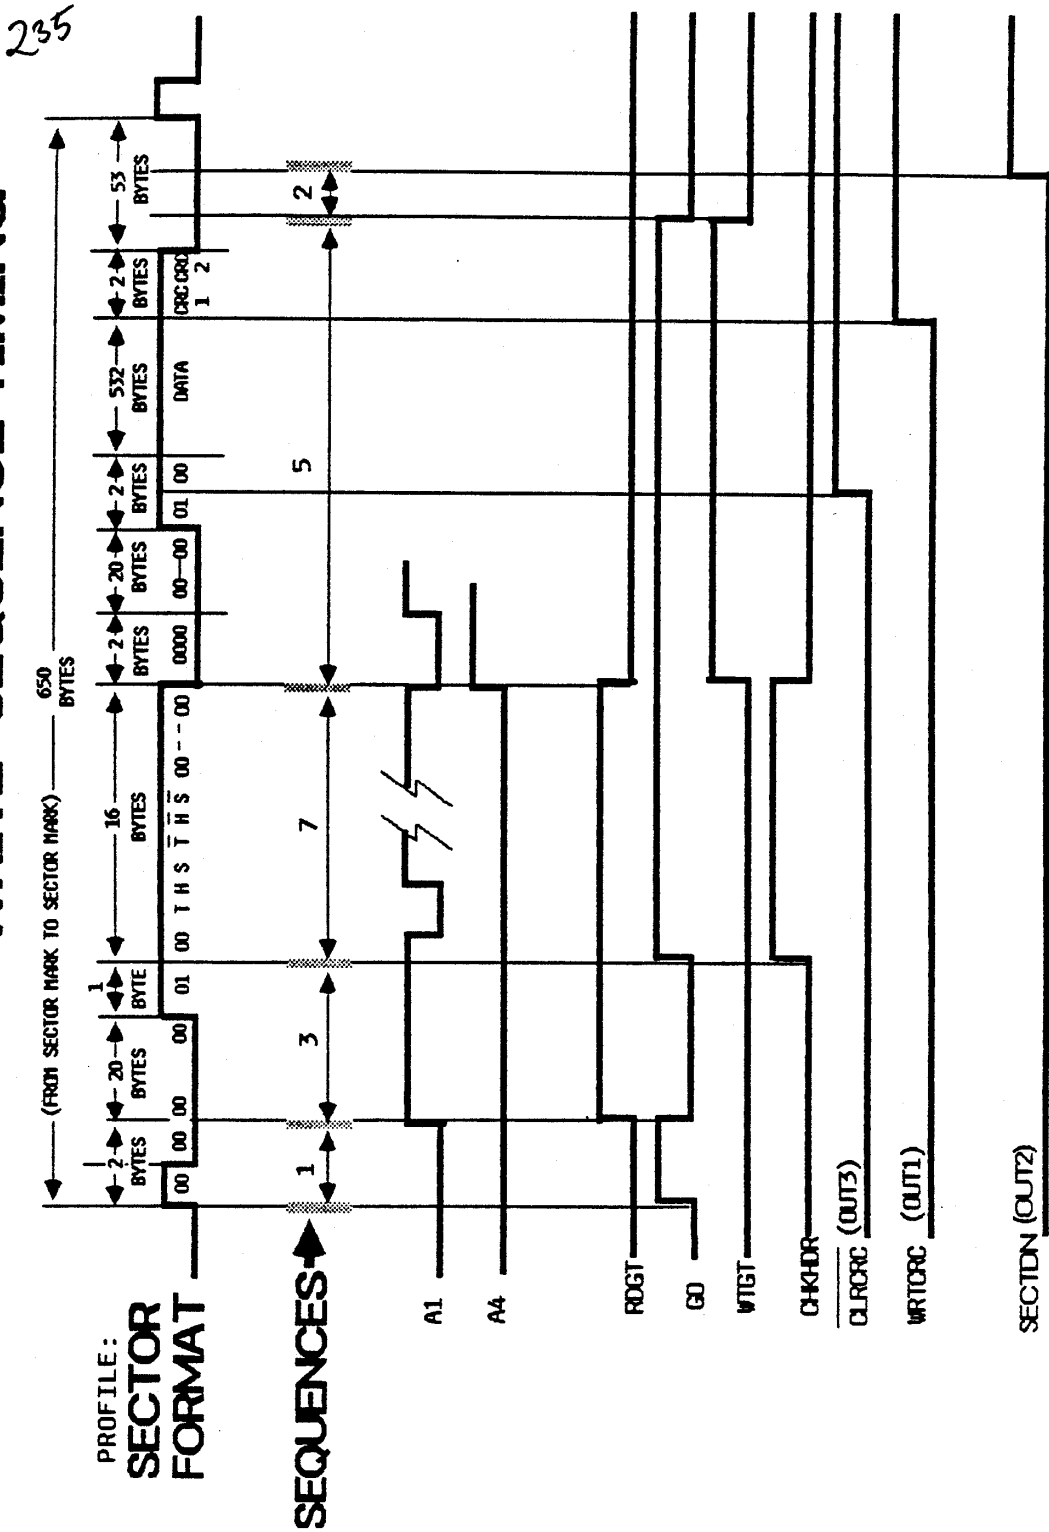 235
PROFILE:
SECTOR
FORMAT
(FROM SECTOR MARK TO SECTOR MARK) 650
BYTES
2 20 1 16 2 20 2 532 2 53
BYTES BYTES BYTE BYTES BYTES BYTES BYTES BYTES BYTES BYTES
00 00 00 00 01 00 T H S T̅ H̅ S̅ 00 -- 00 0000 00—00 01 00 DATA CRC CRC
1 2
SEQUENCES
1 3 7 5 2
A1
A4
RDGT
GO
WTGT
CHKHDR
C̅L̅R̅C̅R̅C̅ (OUT3)
WRTCRC (OUT1)
SECTDN (OUT2)